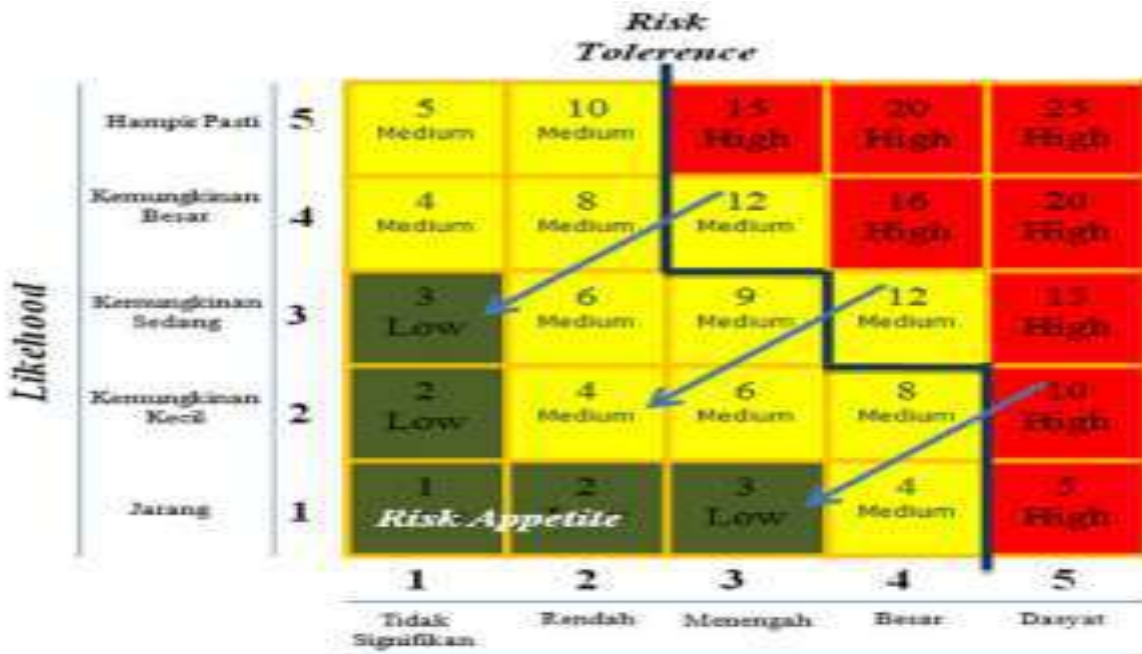 Risk
Tolerence
Hampir Pasti 5 5 10 15 20 25
Medium Medium High High High
Kemungkinan
Besar 4 4 8 12 16 20
Medium Medium Medium High High
Kemungkinan
Sedang 3 3 6 9 12 15
Low Medium Medium Medium High
Kemungkinan
Kecil 2 2 4 6 8 10
Low Medium Medium Medium High
Jarang 1 1 2 3 4 5
Risk Appetite Low Medium High
Likehood
1 2 3 4 5
Tidak
Signifikan
Rendah Menengah Besar Dasyat